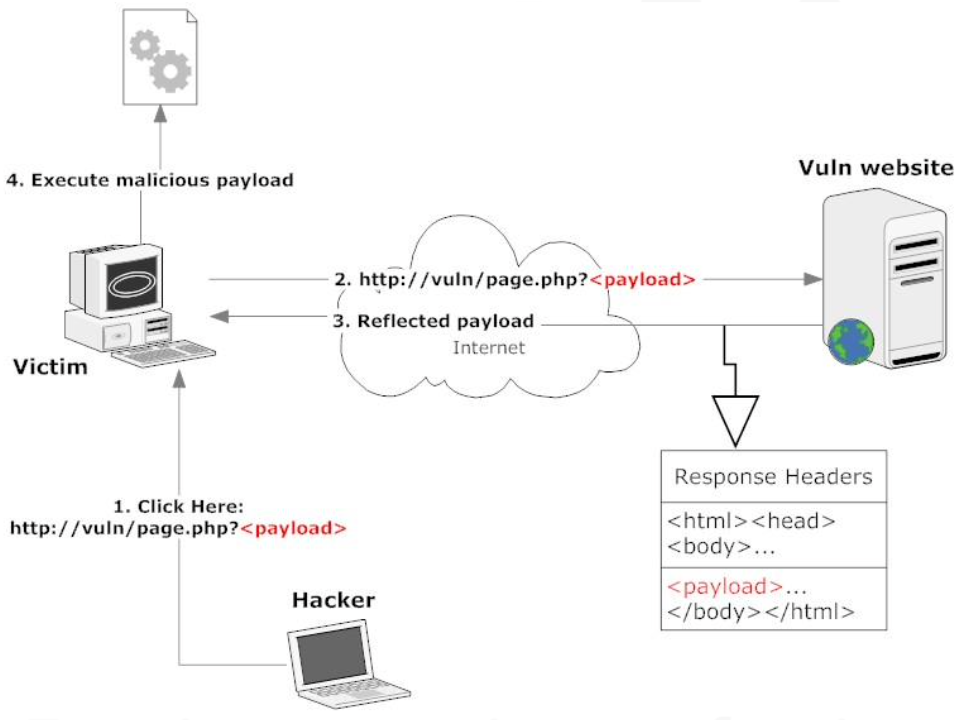 4. Execute malicious payload
Vuln website
2. http://vuln/page.php?<payload>
3. Reflected payload
Internet
Victim
Response Headers
<html><head>
<body>...
<payload>...
</body></html>
1. Click Here:
http://vuln/page.php?<payload>
Hacker